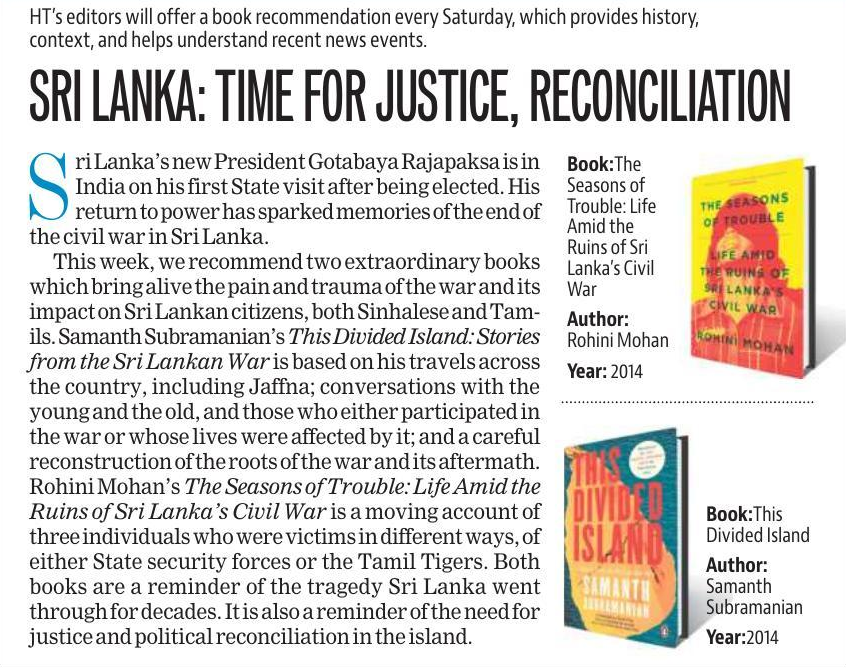 HT's editors will offer a book recommendation every Saturday, which provides history,
context, and helps understand recent news events.
SRI LANKA: TIME FOR JUSTICE, RECONCILIATION
Sri Lanka's new President Gotabaya Rajapaksa is in
India on his first State visit after being elected. His
return to power has sparked memories of the end of
the civil war in Sri Lanka.
This week, we recommend two extraordinary books
which bring alive the pain and trauma of the war and its
impact on Sri Lankan citizens, both Sinhalese and Tam-
ils. Samanth Subramanian's This Divided Island: Stories
from the Sri Lankan War is based on his travels across
the country, including Jaffna; conversations with the
young and the old, and those who either participated in
the war or whose lives were affected by it; and a careful
reconstruction of the roots of the war and its aftermath.
Rohini Mohan's The Seasons of Trouble: Life Amid the
Ruins of Sri Lanka's Civil War is a moving account of
three individuals who were victims in different ways, of
either State security forces or the Tamil Tigers. Both
books are a reminder of the tragedy Sri Lanka went
through for decades. It is also a reminder of the need for
justice and political reconciliation in the island.
Book:The
Seasons of
Trouble: Life
Amid the
Ruins of Sri
Lanka's Civil
War
Author:
Rohini Mohan
Year: 2014
THE SEASONS
OF TROUBLE
LIFE AMID
THE RUINS OF
SRI LANKA'S
CIVIL WAR
ROHINI MOHAN
THIS
DIVIDED
ISLAND
SAMANTH
SUBRAMANIAN
Book:This
Divided Island
Author:
Samanth
Subramanian
Year:2014